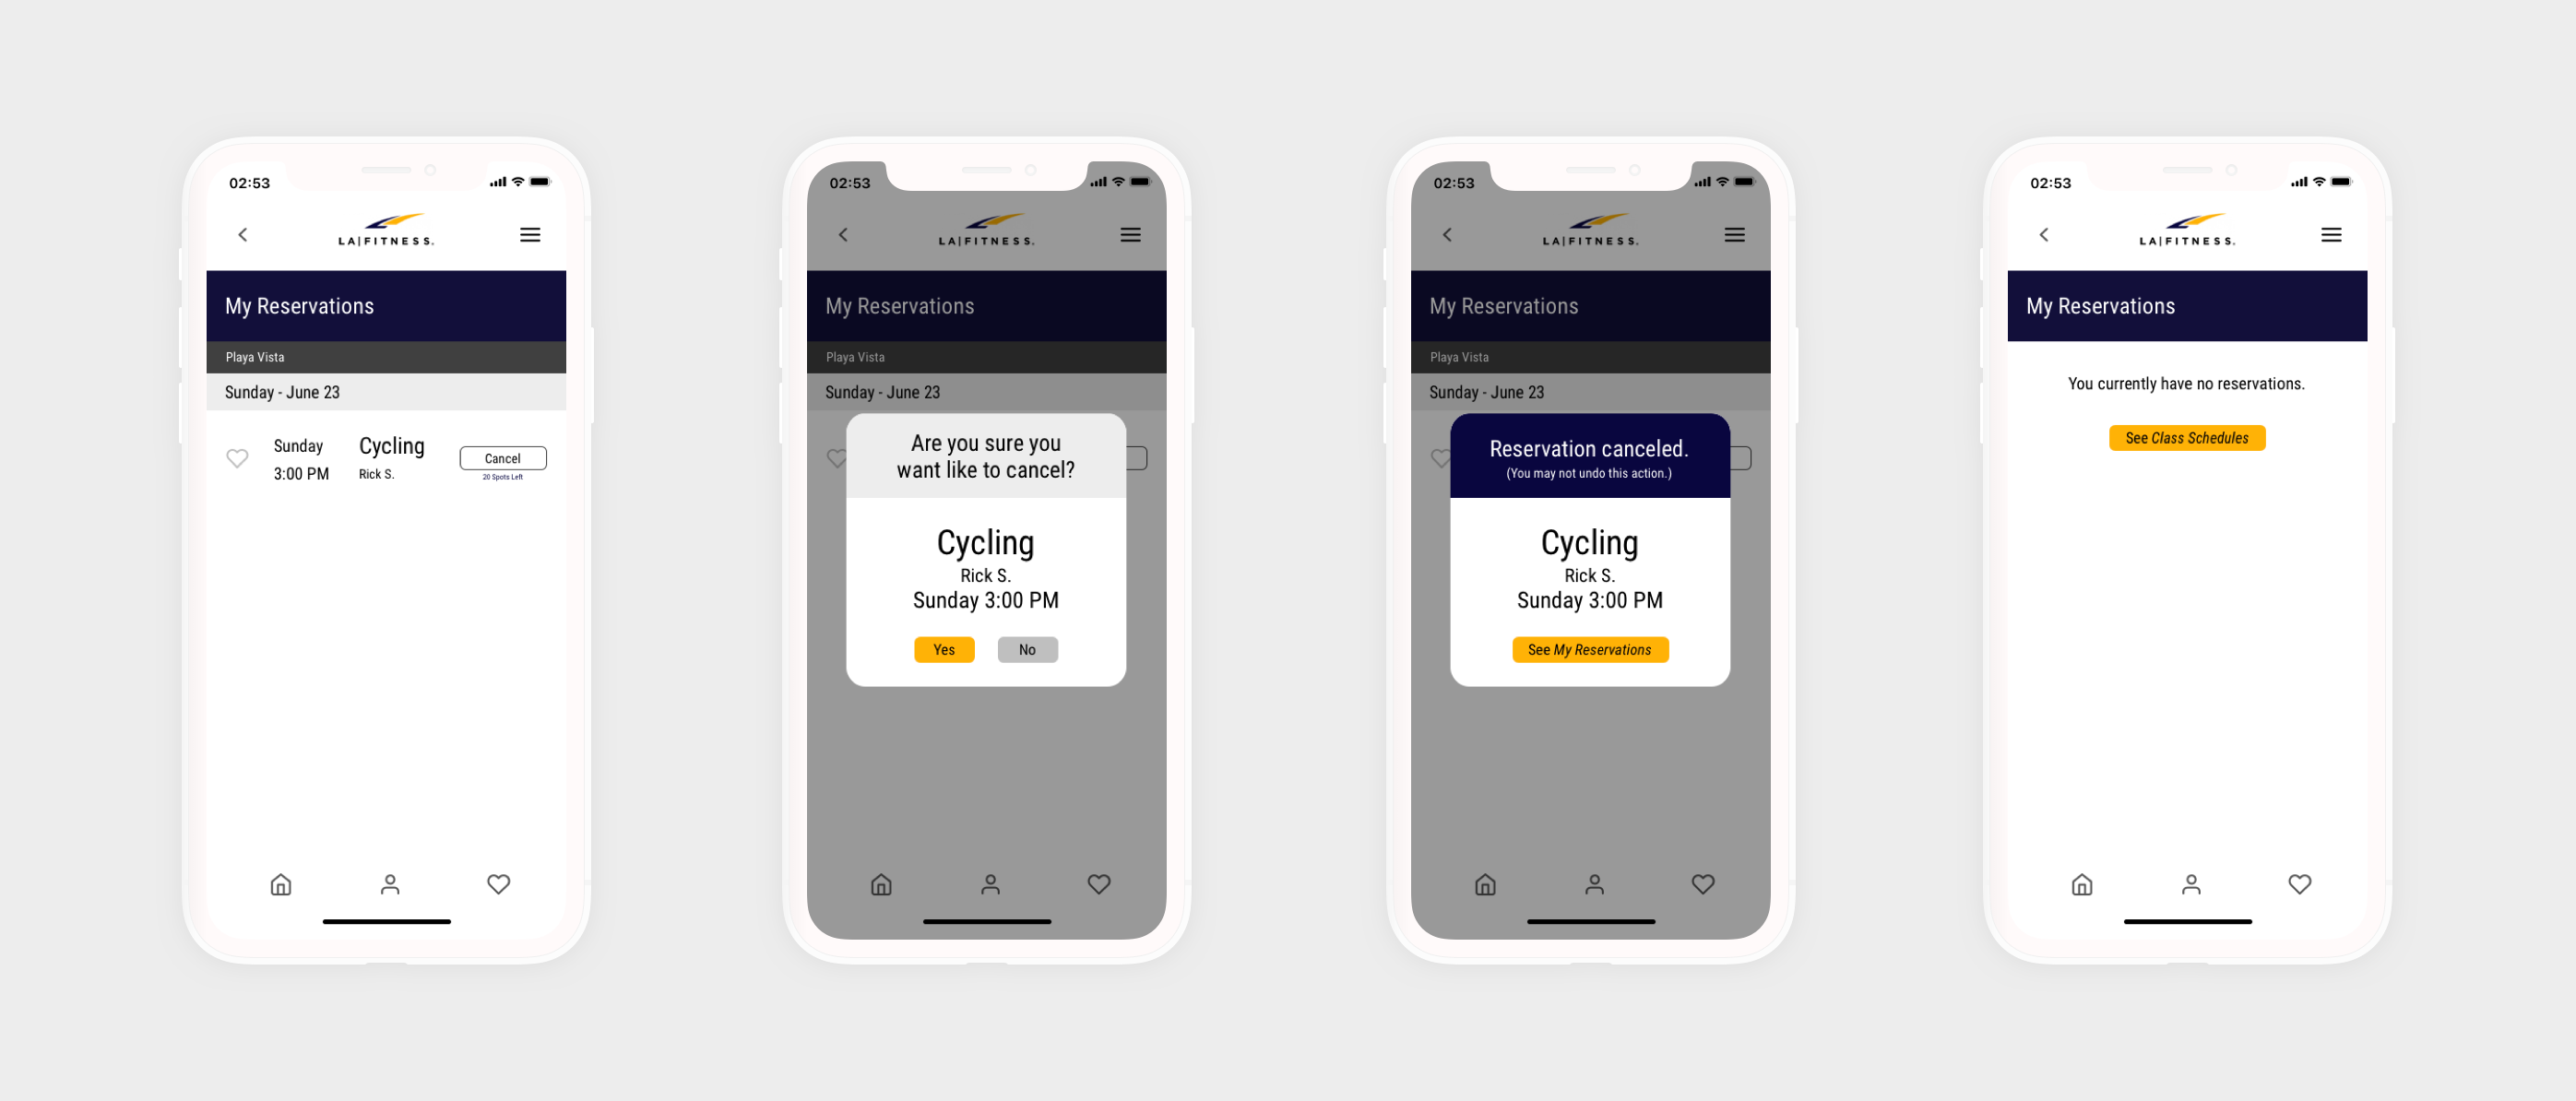 02:53
LA|FITNESS.
My Reservations
Playa Vista
Sunday - June 23
Sunday
3:00 PM
Cycling
Rick S.
Cancel
20 Spots Left
02:53
LA|FITNESS.
My Reservations
Playa Vista
Sunday - June 23
Are you sure you
want like to cancel?
Cycling
Rick S.
Sunday 3:00 PM
Yes
No
02:53
LA|FITNESS.
My Reservations
Playa Vista
Sunday - June 23
Reservation canceled.
(You may not undo this action.)
Cycling
Rick S.
Sunday 3:00 PM
See My Reservations
02:53
LA|FITNESS.
My Reservations
You currently have no reservations.
See Class Schedules